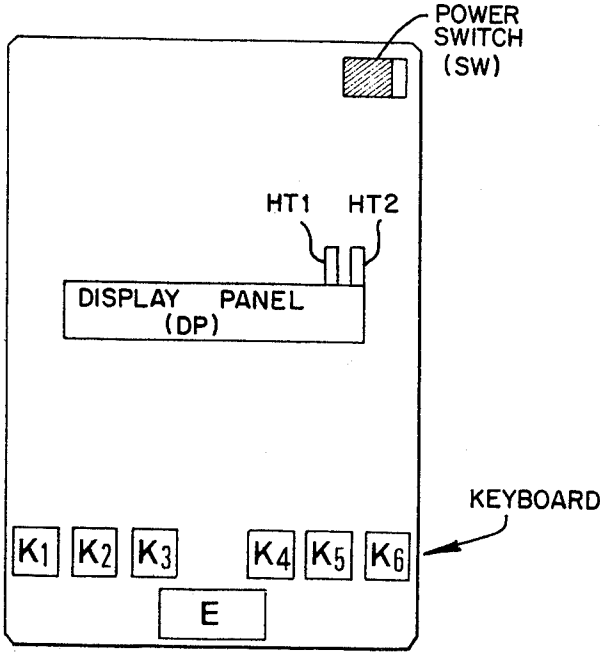 POWER
SWITCH
(SW)
HT1 HT2
DISPLAY PANEL
(DP)
KEYBOARD
K1 K2 K3 K4 K5 K6
E